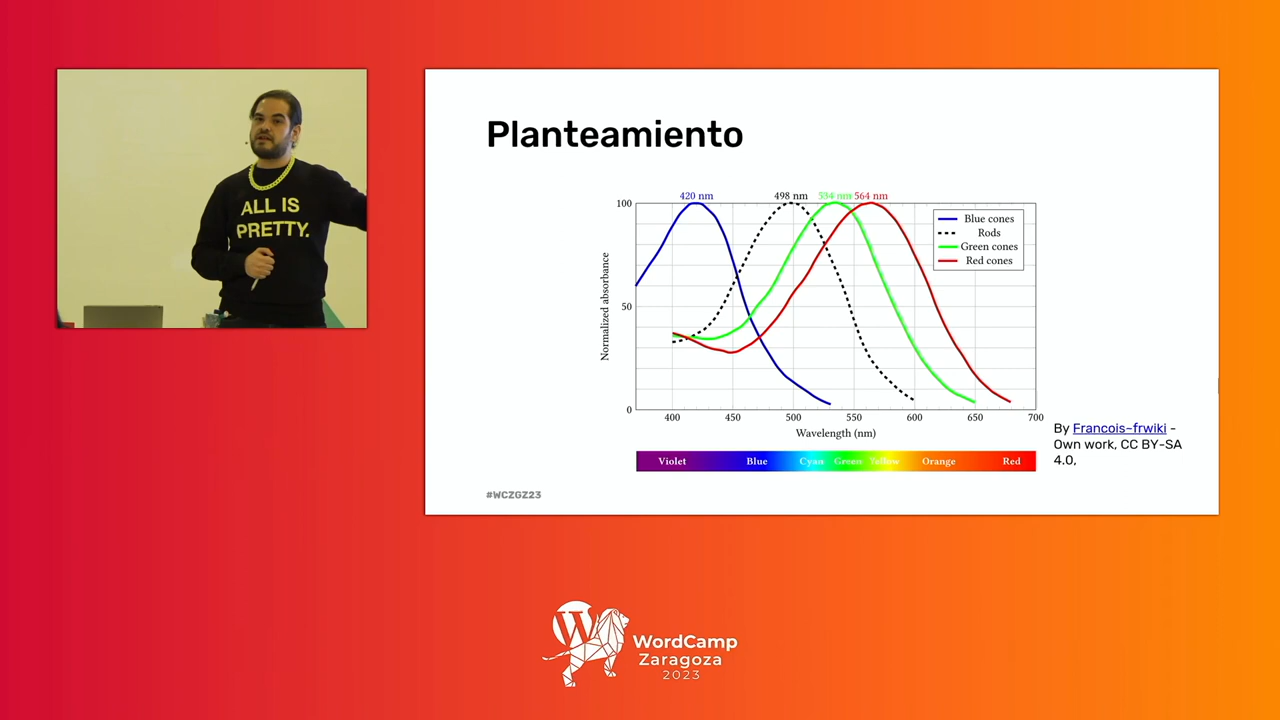 ALL IS
PRETTY.
Planteamiento
420 nm
498 nm
534 nm
564 nm
100
50
0
Normalized absorbance
Blue cones
Rods
Green cones
Red cones
400
450
500
550
600
650
700
Wavelength (nm)
Violet
Blue
Cyan
Green
Yellow
Orange
Red
By Francois~frwiki -
Own work, CC BY-SA
4.0,
#WCZGZ23
WordCamp
Zaragoza
2023